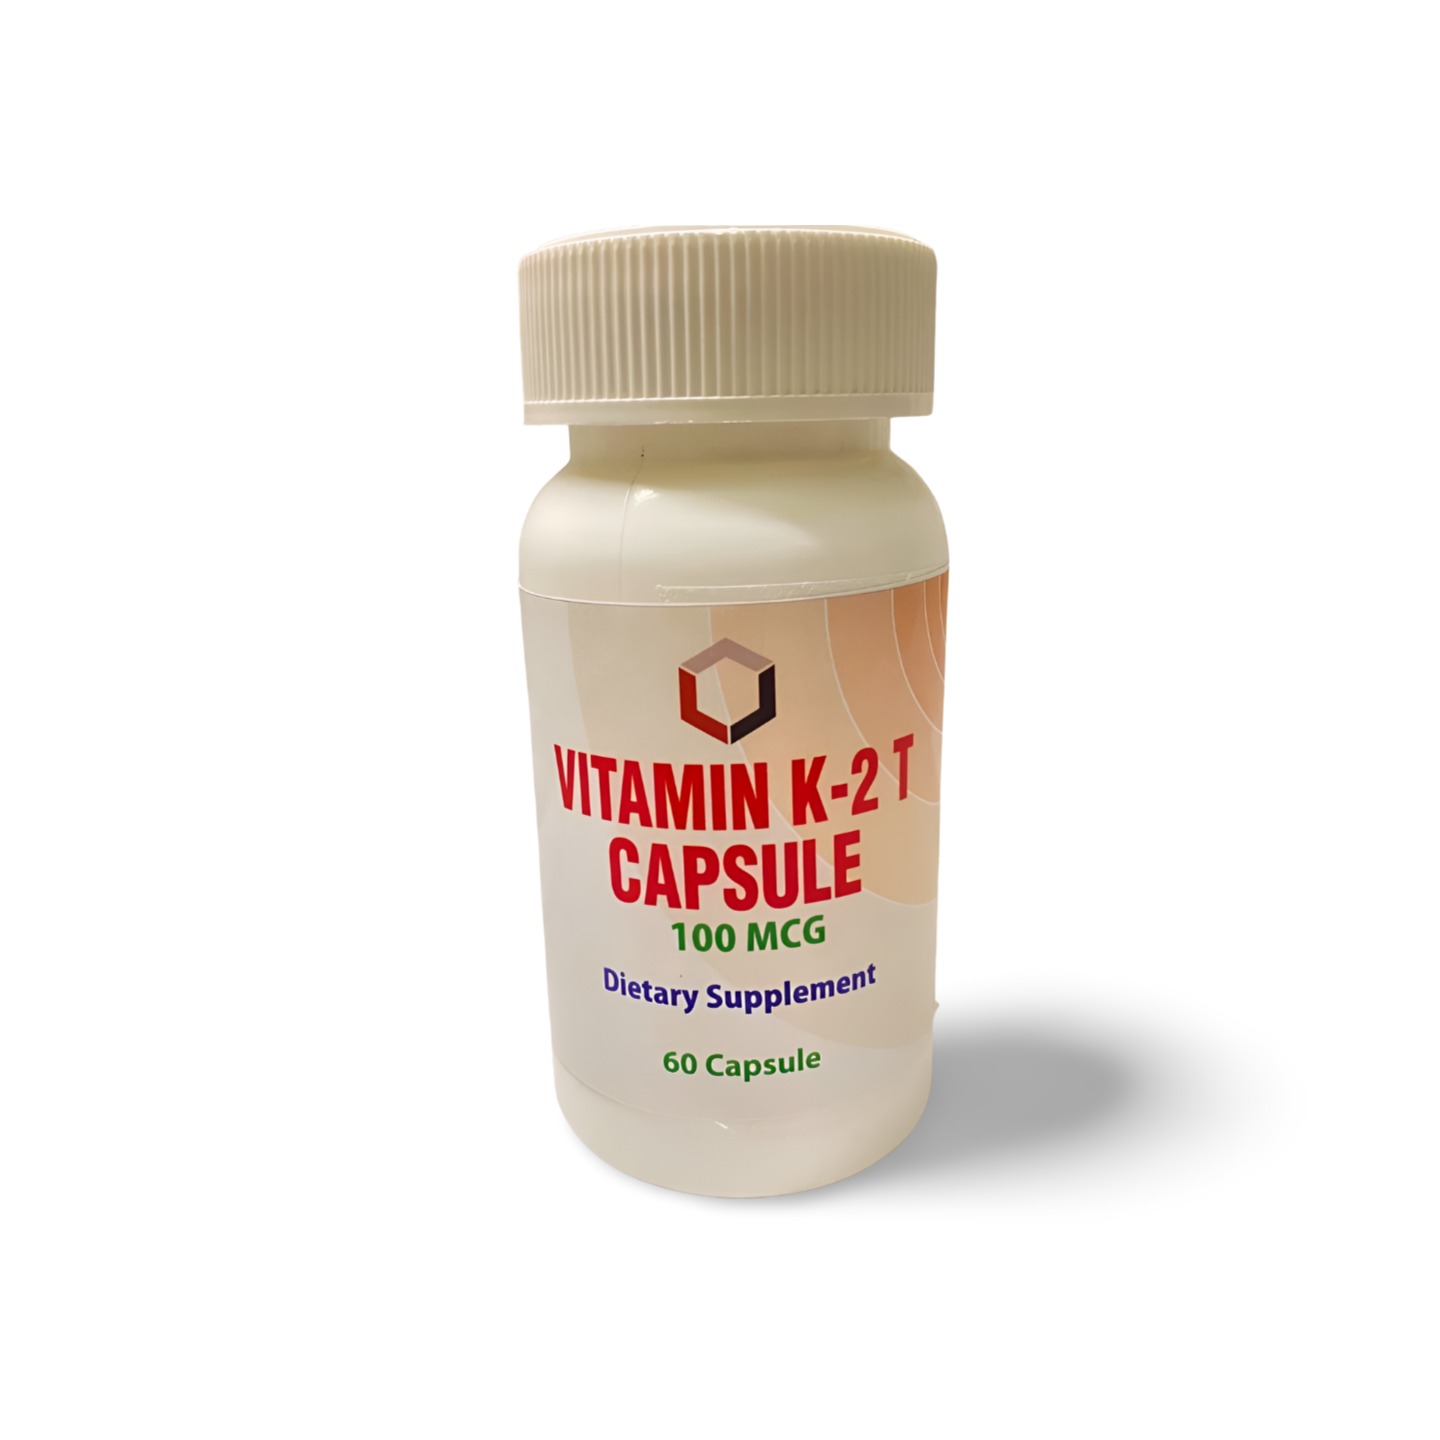 VITAMIN K-2 T
CAPSULE
100 MCG
Dietary Supplement
60 Capsule